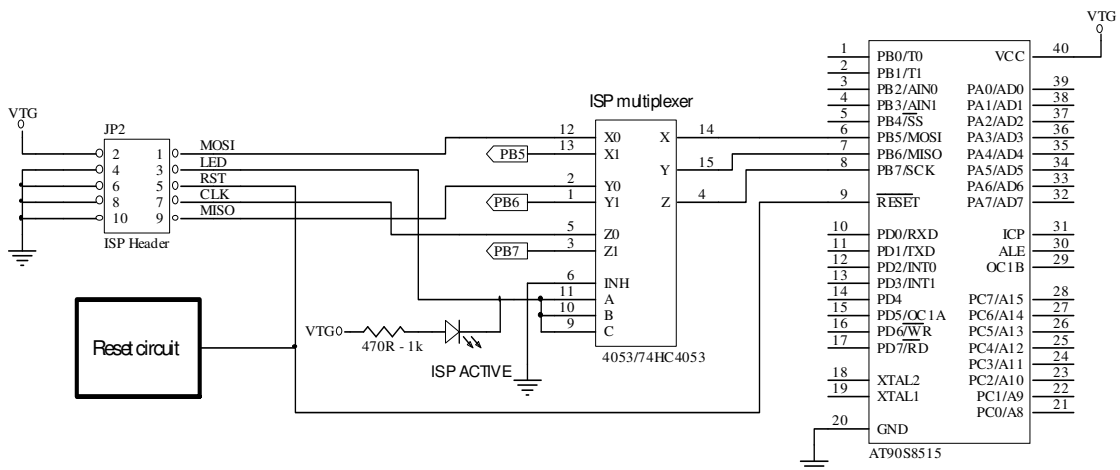 VTG
JP2
2 1 MOSI
4 3 LED
6 5 RST
8 7 CLK
10 9 MISO
ISP Header
Reset circuit
VTG
470R - 1k
ISP ACTIVE
ISP multiplexer
PB5
PB6
PB7
12 X0 X 14
13 X1
Y 15
2 Y0
1 Y1 Z 4
5 Z0
3 Z1
6 INH
11 A
10 B
9 C
4053/74HC4053
VTG
1 PB0/T0 VCC 40
2 PB1/T1
3 PB2/AIN0 PA0/AD0 39
4 PB3/AIN1 PA1/AD1 38
5 PB4/SS PA2/AD2 37
6 PB5/MOSI PA3/AD3 36
7 PB6/MISO PA4/AD4 35
8 PB7/SCK PA5/AD5 34
PA6/AD6 33
9 RESET PA7/AD7 32
10 PD0/RXD ICP 31
11 PD1/TXD ALE 30
12 PD2/INT0 OC1B 29
13 PD3/INT1
14 PD4 PC7/A15 28
15 PD5/OC1A PC6/A14 27
16 PD6/WR PC5/A13 26
17 PD7/RD PC4/A12 25
PC3/A11 24
18 XTAL2 PC2/A10 23
19 XTAL1 PC1/A9 22
PC0/A8 21
20 GND
AT90S8515